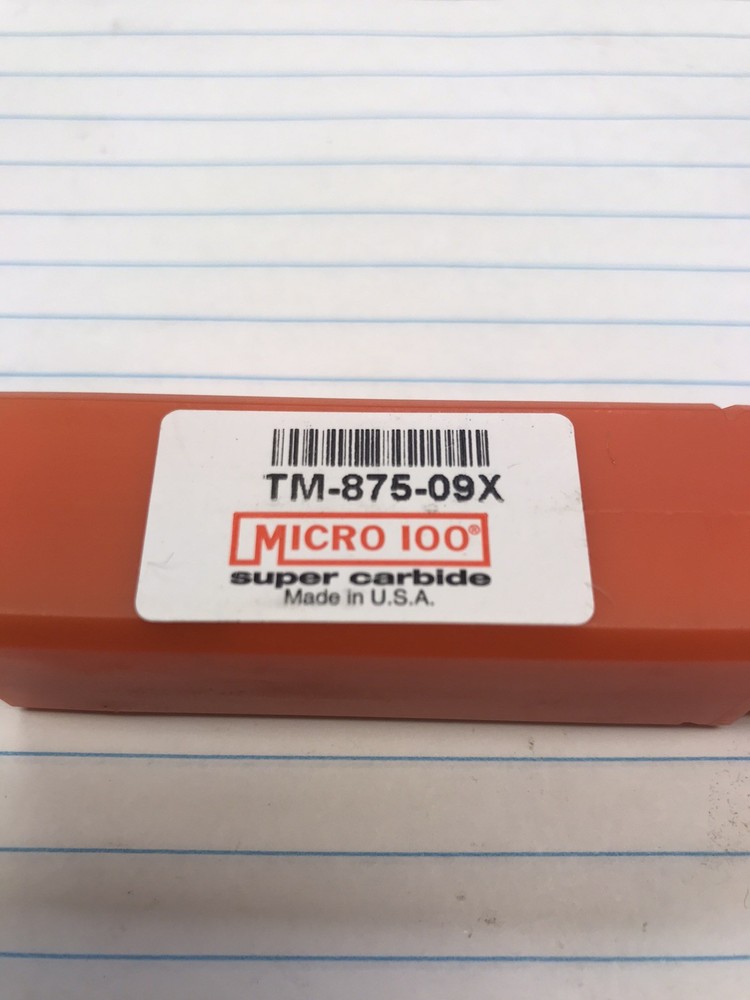 TM-875-09X
MICRO 100®
super carbide
Made in U.S.A.